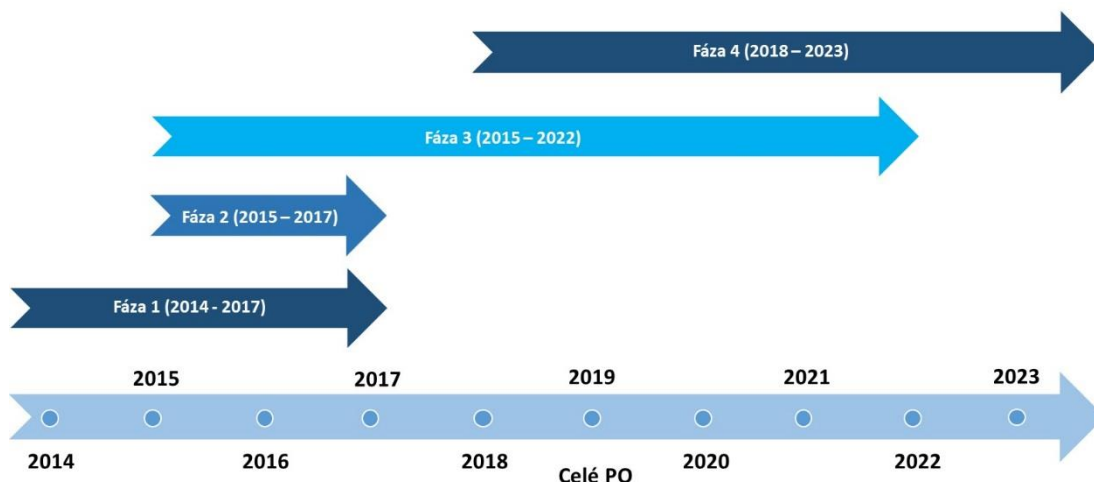 Fáza 4 (2018 – 2023)
Fáza 3 (2015 – 2022)
Fáza 2 (2015 – 2017)
Fáza 1 (2014 - 2017)
2015 2017 2019 2021 2023
2014 2016 2018 2020 2022
Celé PO